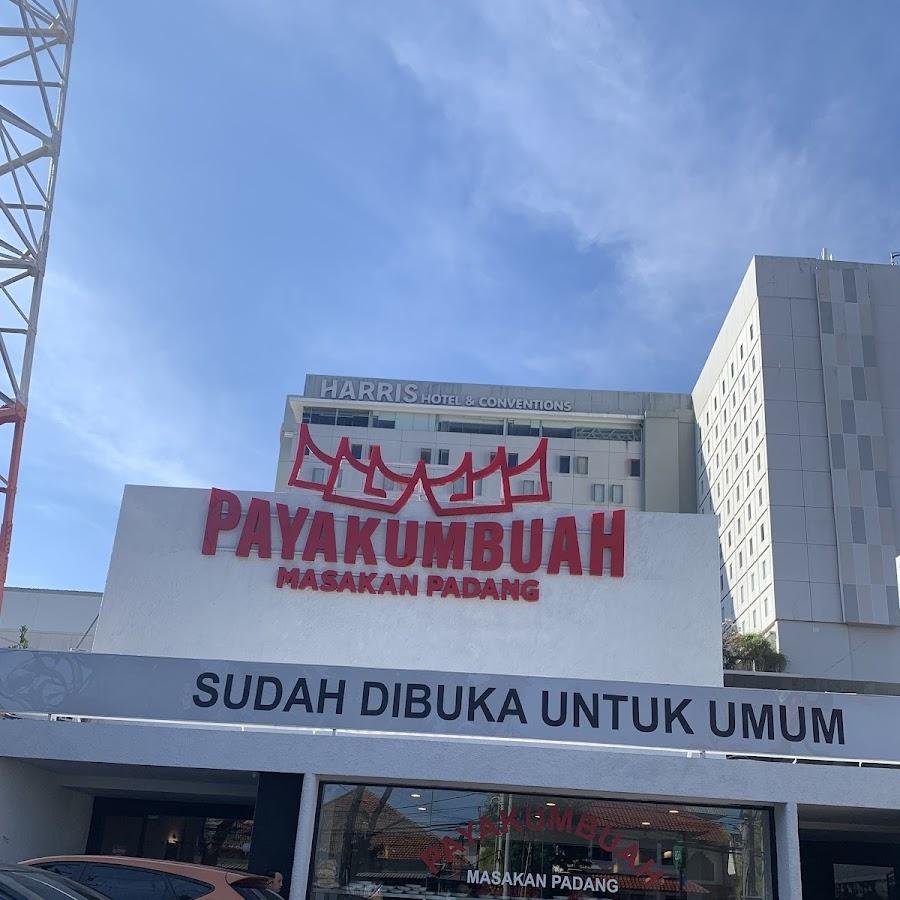 HARRIS HOTEL & CONVENTIONS
PAYAKUMBUAH
MASAKAN PADANG
SUDAH DIBUKA UNTUK UMUM
PAYAKUMBUAH
MASAKAN PADANG